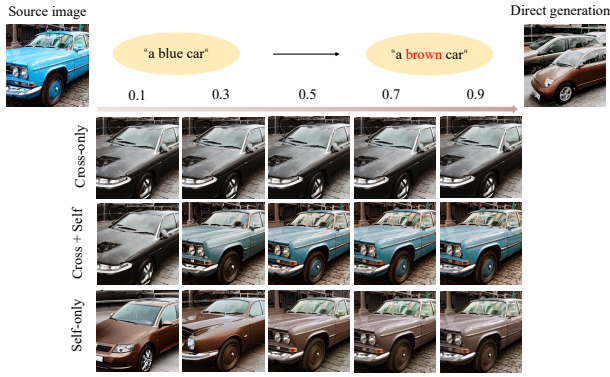 Source image
Direct generation
"a blue car"
"a brown car"
0.1 0.3 0.5 0.7 0.9
Cross-only
Cross + Self
Self-only